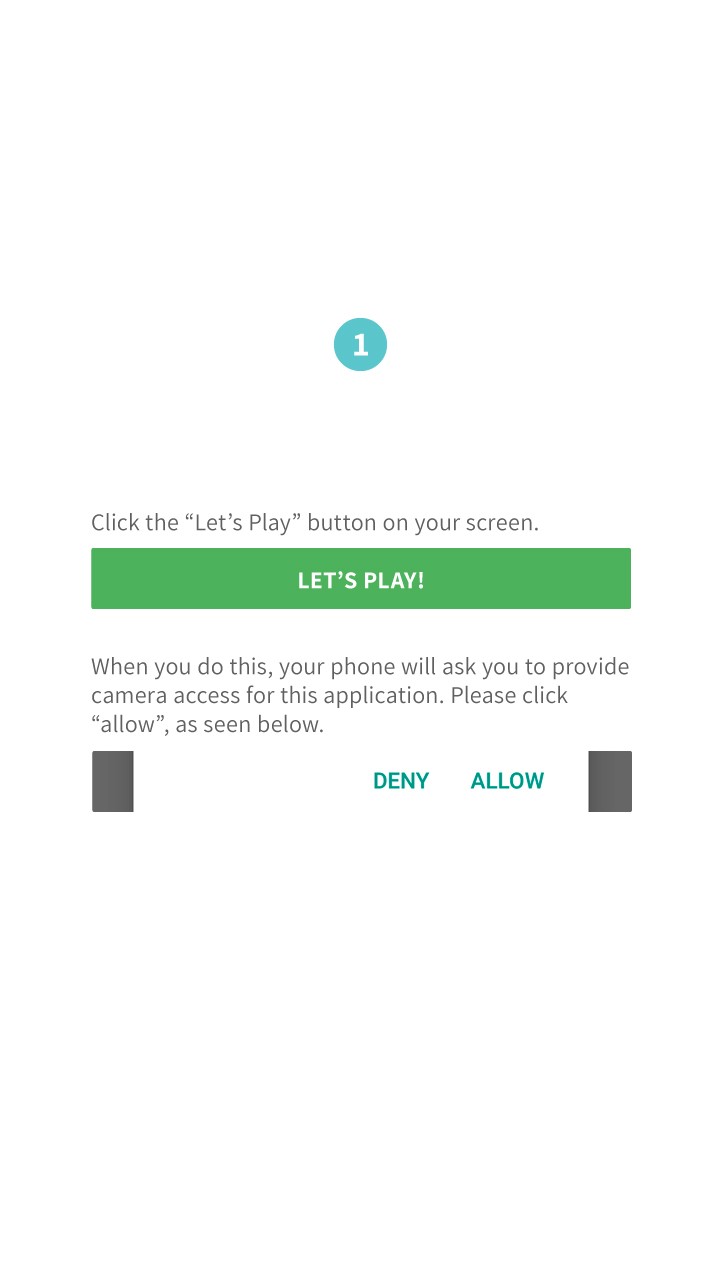 1
Click the “Let’s Play” button on your screen.
LET’S PLAY!
When you do this, your phone will ask you to provide
camera access for this application. Please click
“allow”, as seen below.
DENY ALLOW